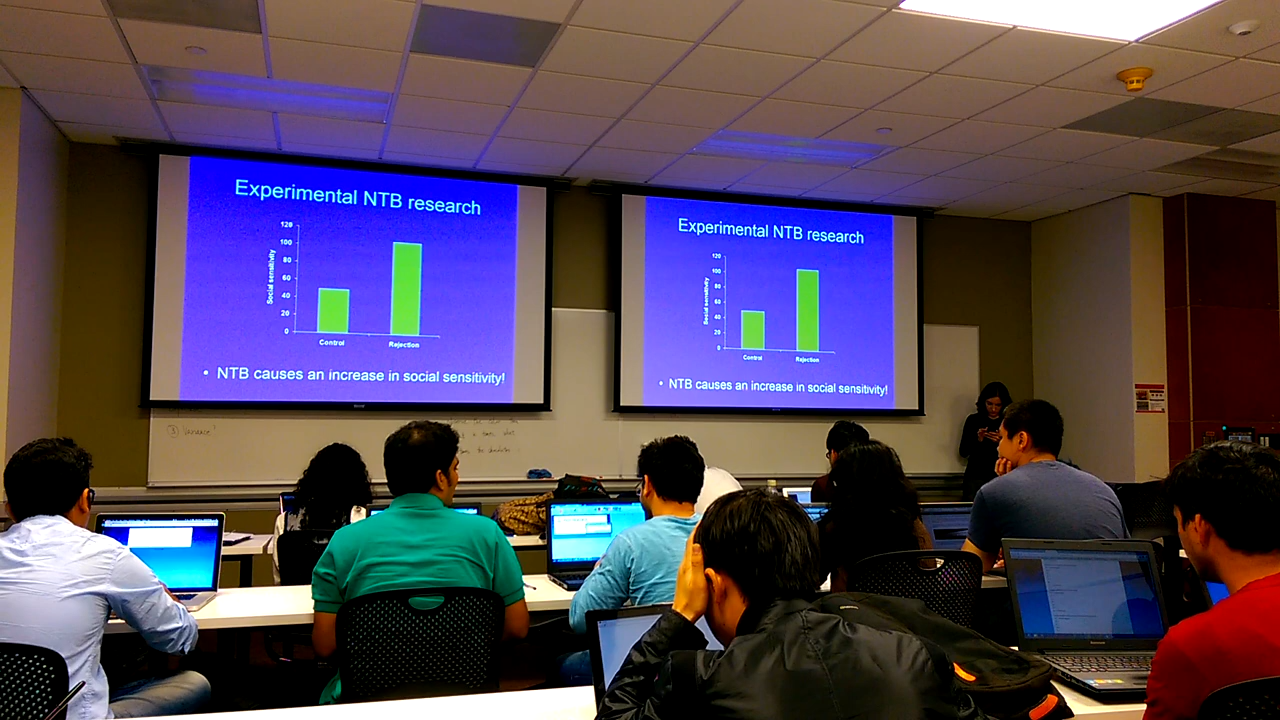 Experimental NTB research
120
100
80
60
40
20
0
Social sensitivity
Control Rejection
• NTB causes an increase in social sensitivity!
Experimental NTB research
120
100
80
60
40
20
0
Social sensitivity
Control Rejection
• NTB causes an increase in social sensitivity!